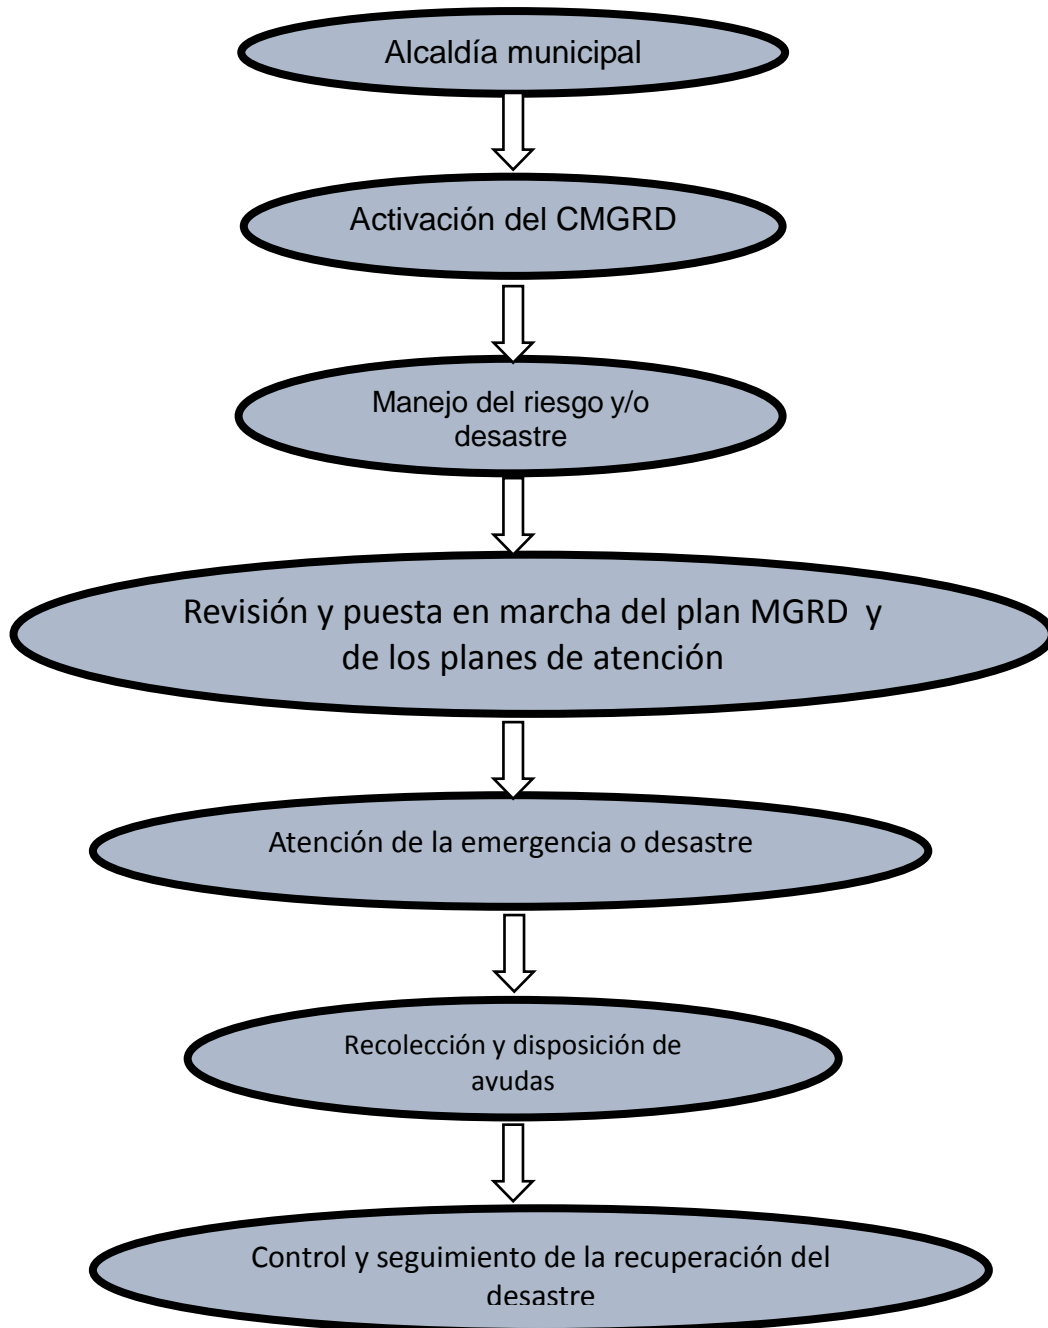 Alcaldía municipal
Activación del CMGRD
Manejo del riesgo y/o
desastre
Revisión y puesta en marcha del plan MGRD y
de los planes de atención
Atención de la emergencia o desastre
Recolección y disposición de
ayudas
Control y seguimiento de la recuperación del
desastre